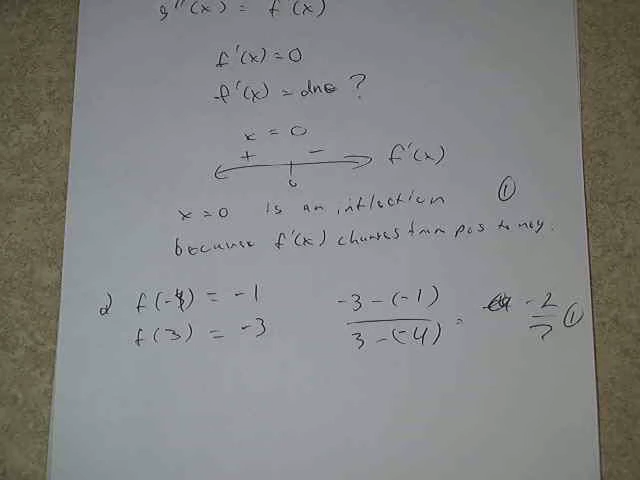 g''(x) = f'(x)
f'(x) = 0
f'(x) = dne ?
x = 0
+ - f'(x)
0
x = 0 is an inflection ①
because f'(x) changes from pos to neg.
d) f(-4) = -1
f(3) = -3
-3-(-1) / 3-(-4) = -2/7 ①